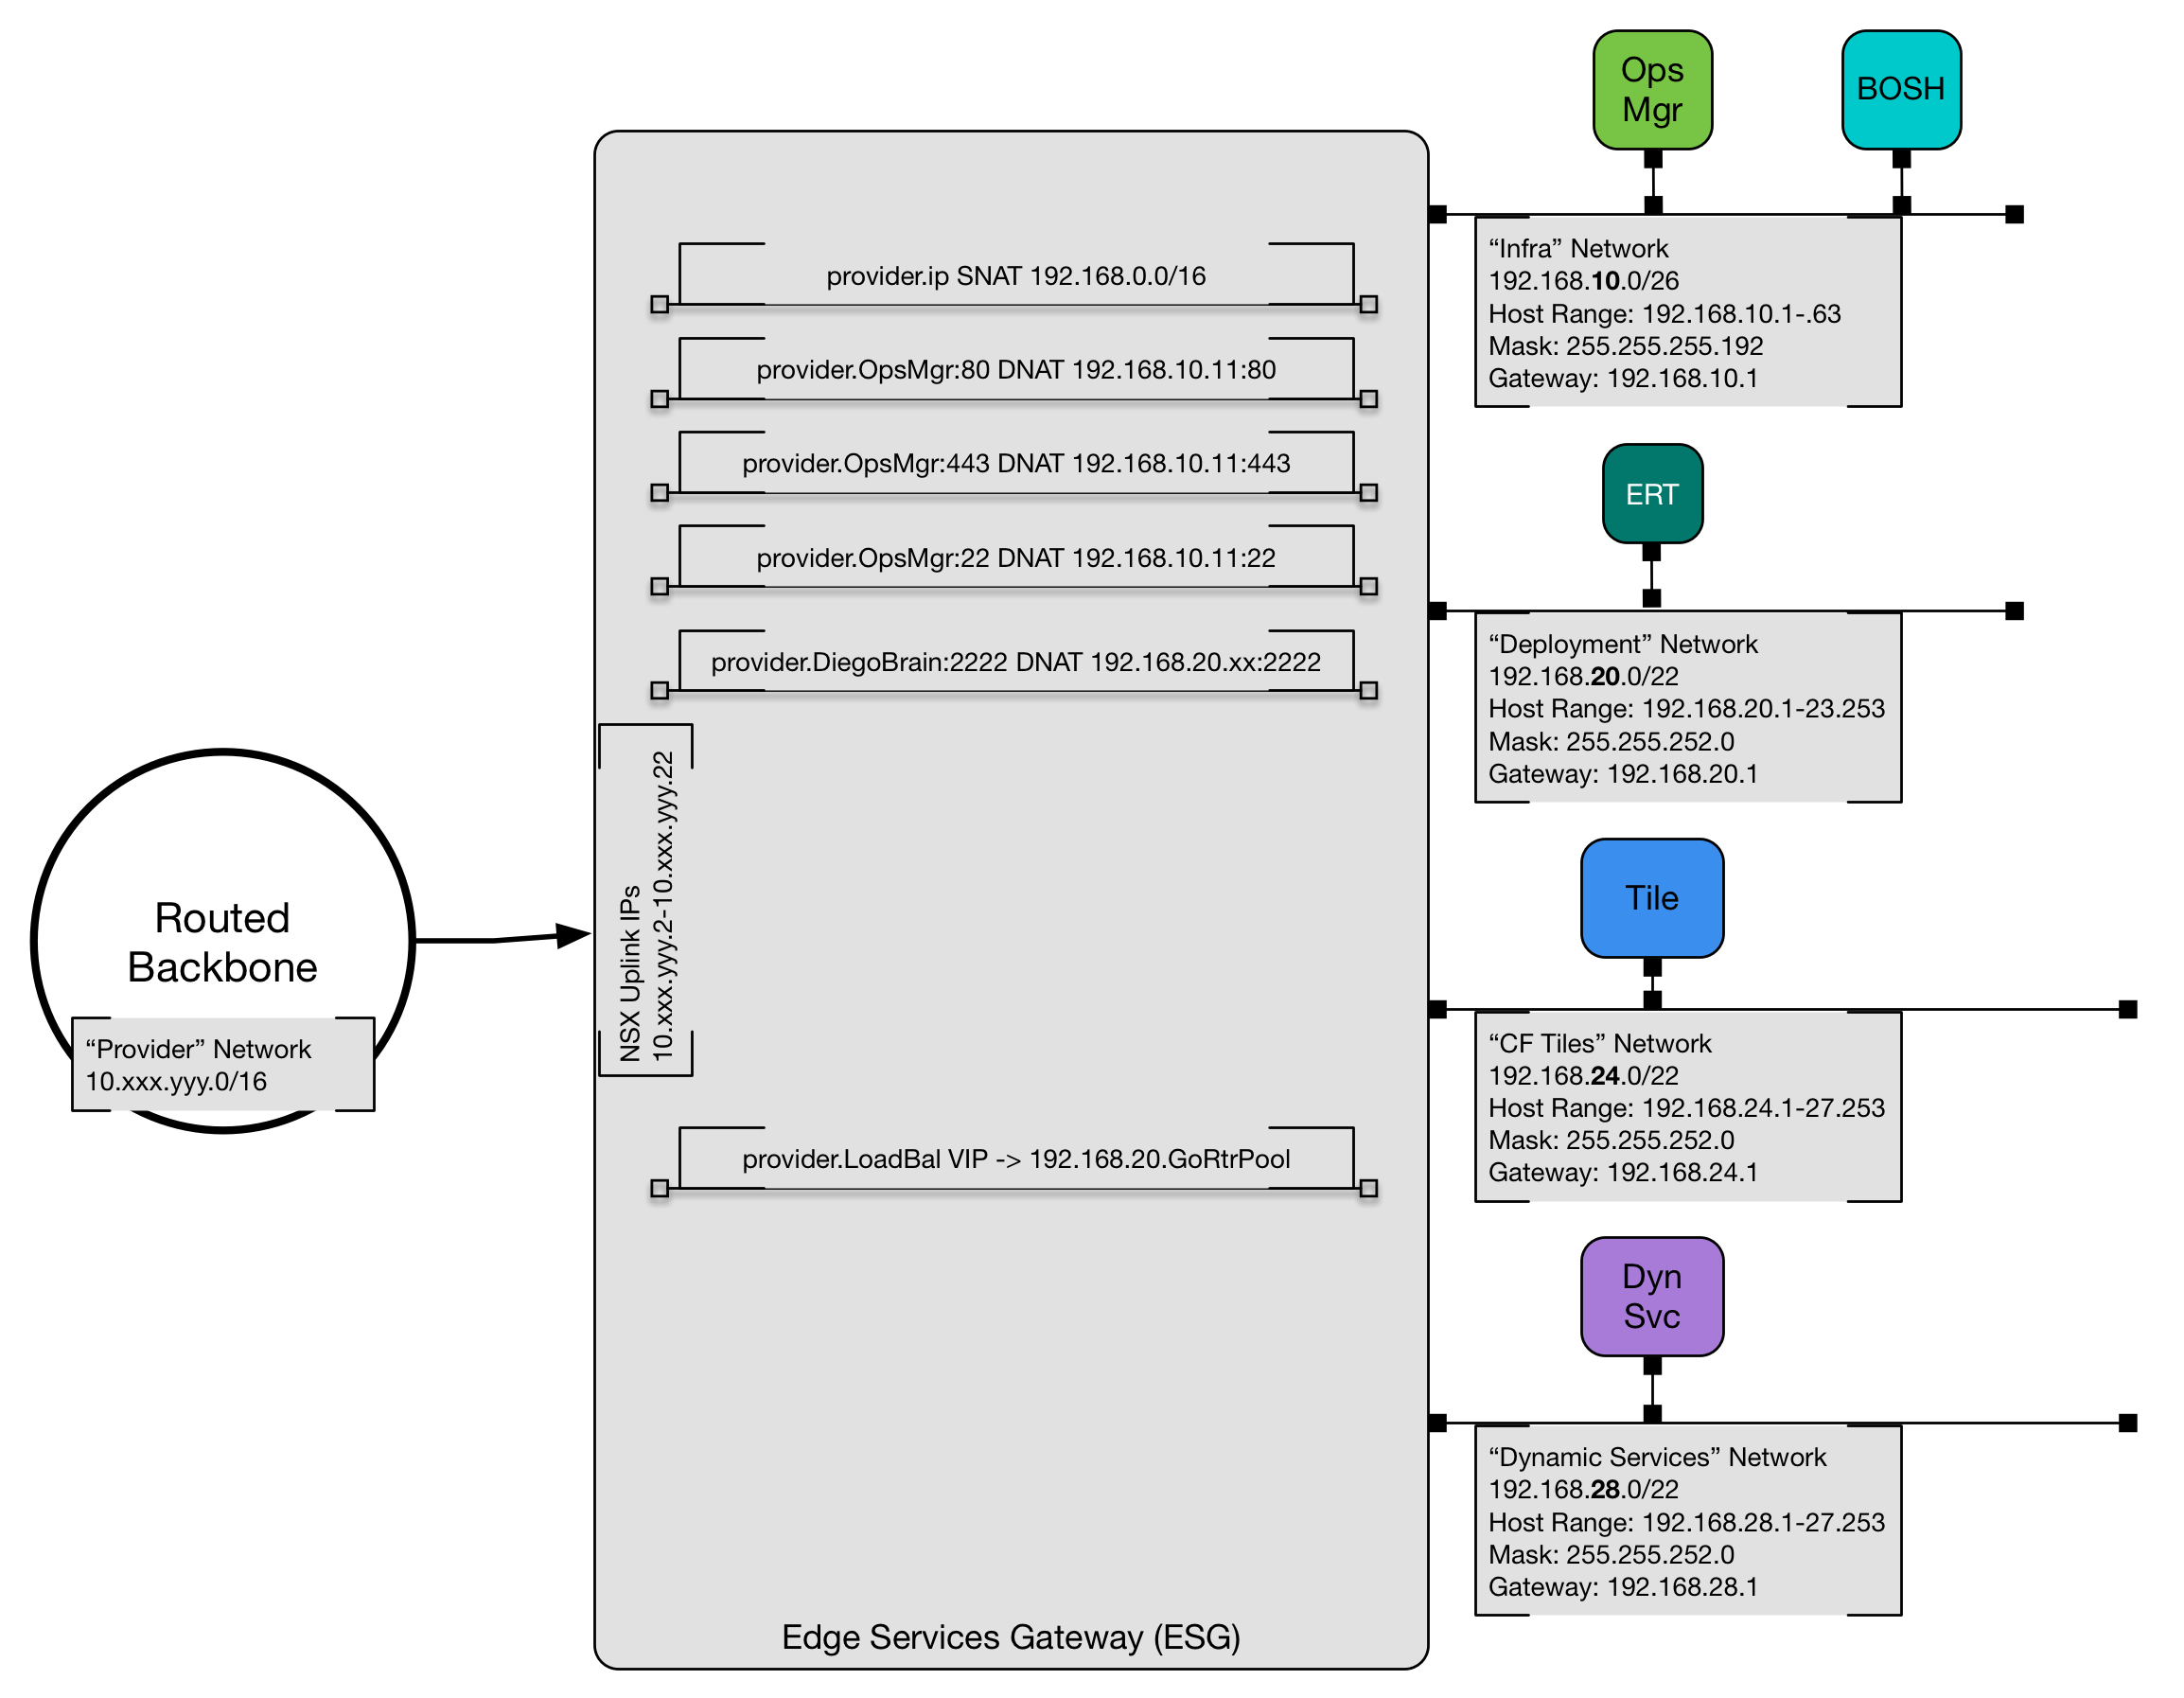 Ops
Mgr
BOSH
provider.ip SNAT 192.168.0.0/16
provider.OpsMgr:80 DNAT 192.168.10.11:80
provider.OpsMgr:443 DNAT 192.168.10.11:443
provider.OpsMgr:22 DNAT 192.168.10.11:22
provider.DiegoBrain:2222 DNAT 192.168.20.xx:2222
NSX Uplink IPs
10.xxx.yyy.2-10.xxx.yyy.22
Routed
Backbone
“Provider” Network
10.xxx.yyy.0/16
provider.LoadBal VIP -> 192.168.20.GoRtrPool
Edge Services Gateway (ESG)
“Infra” Network
192.168.10.0/26
Host Range: 192.168.10.1-.63
Mask: 255.255.255.192
Gateway: 192.168.10.1
ERT
“Deployment” Network
192.168.20.0/22
Host Range: 192.168.20.1-23.253
Mask: 255.255.252.0
Gateway: 192.168.20.1
Tile
“CF Tiles” Network
192.168.24.0/22
Host Range: 192.168.24.1-27.253
Mask: 255.255.252.0
Gateway: 192.168.24.1
Dyn
Svc
“Dynamic Services” Network
192.168.28.0/22
Host Range: 192.168.28.1-27.253
Mask: 255.255.252.0
Gateway: 192.168.28.1